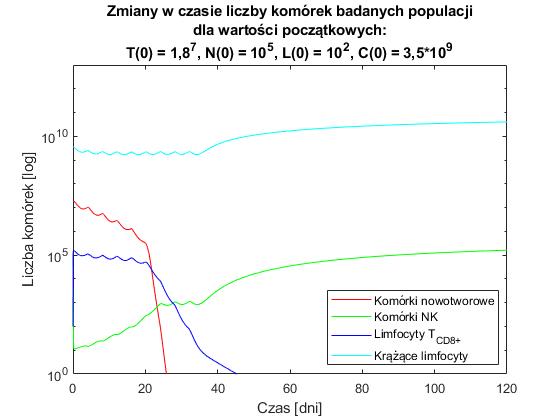 Zmiany w czasie liczby komórek badanych populacji
dla wartości początkowych:
T(0) = 1,8⁷, N(0) = 10⁵, L(0) = 10², C(0) = 3,5*10⁹
Liczba komórek [log]
10¹⁰
10⁵
10⁰
0
20
40
60
80
100
120
Czas [dni]
Komórki nowotworowe
Komórki NK
Limfocyty T CD8+
Krążące limfocyty